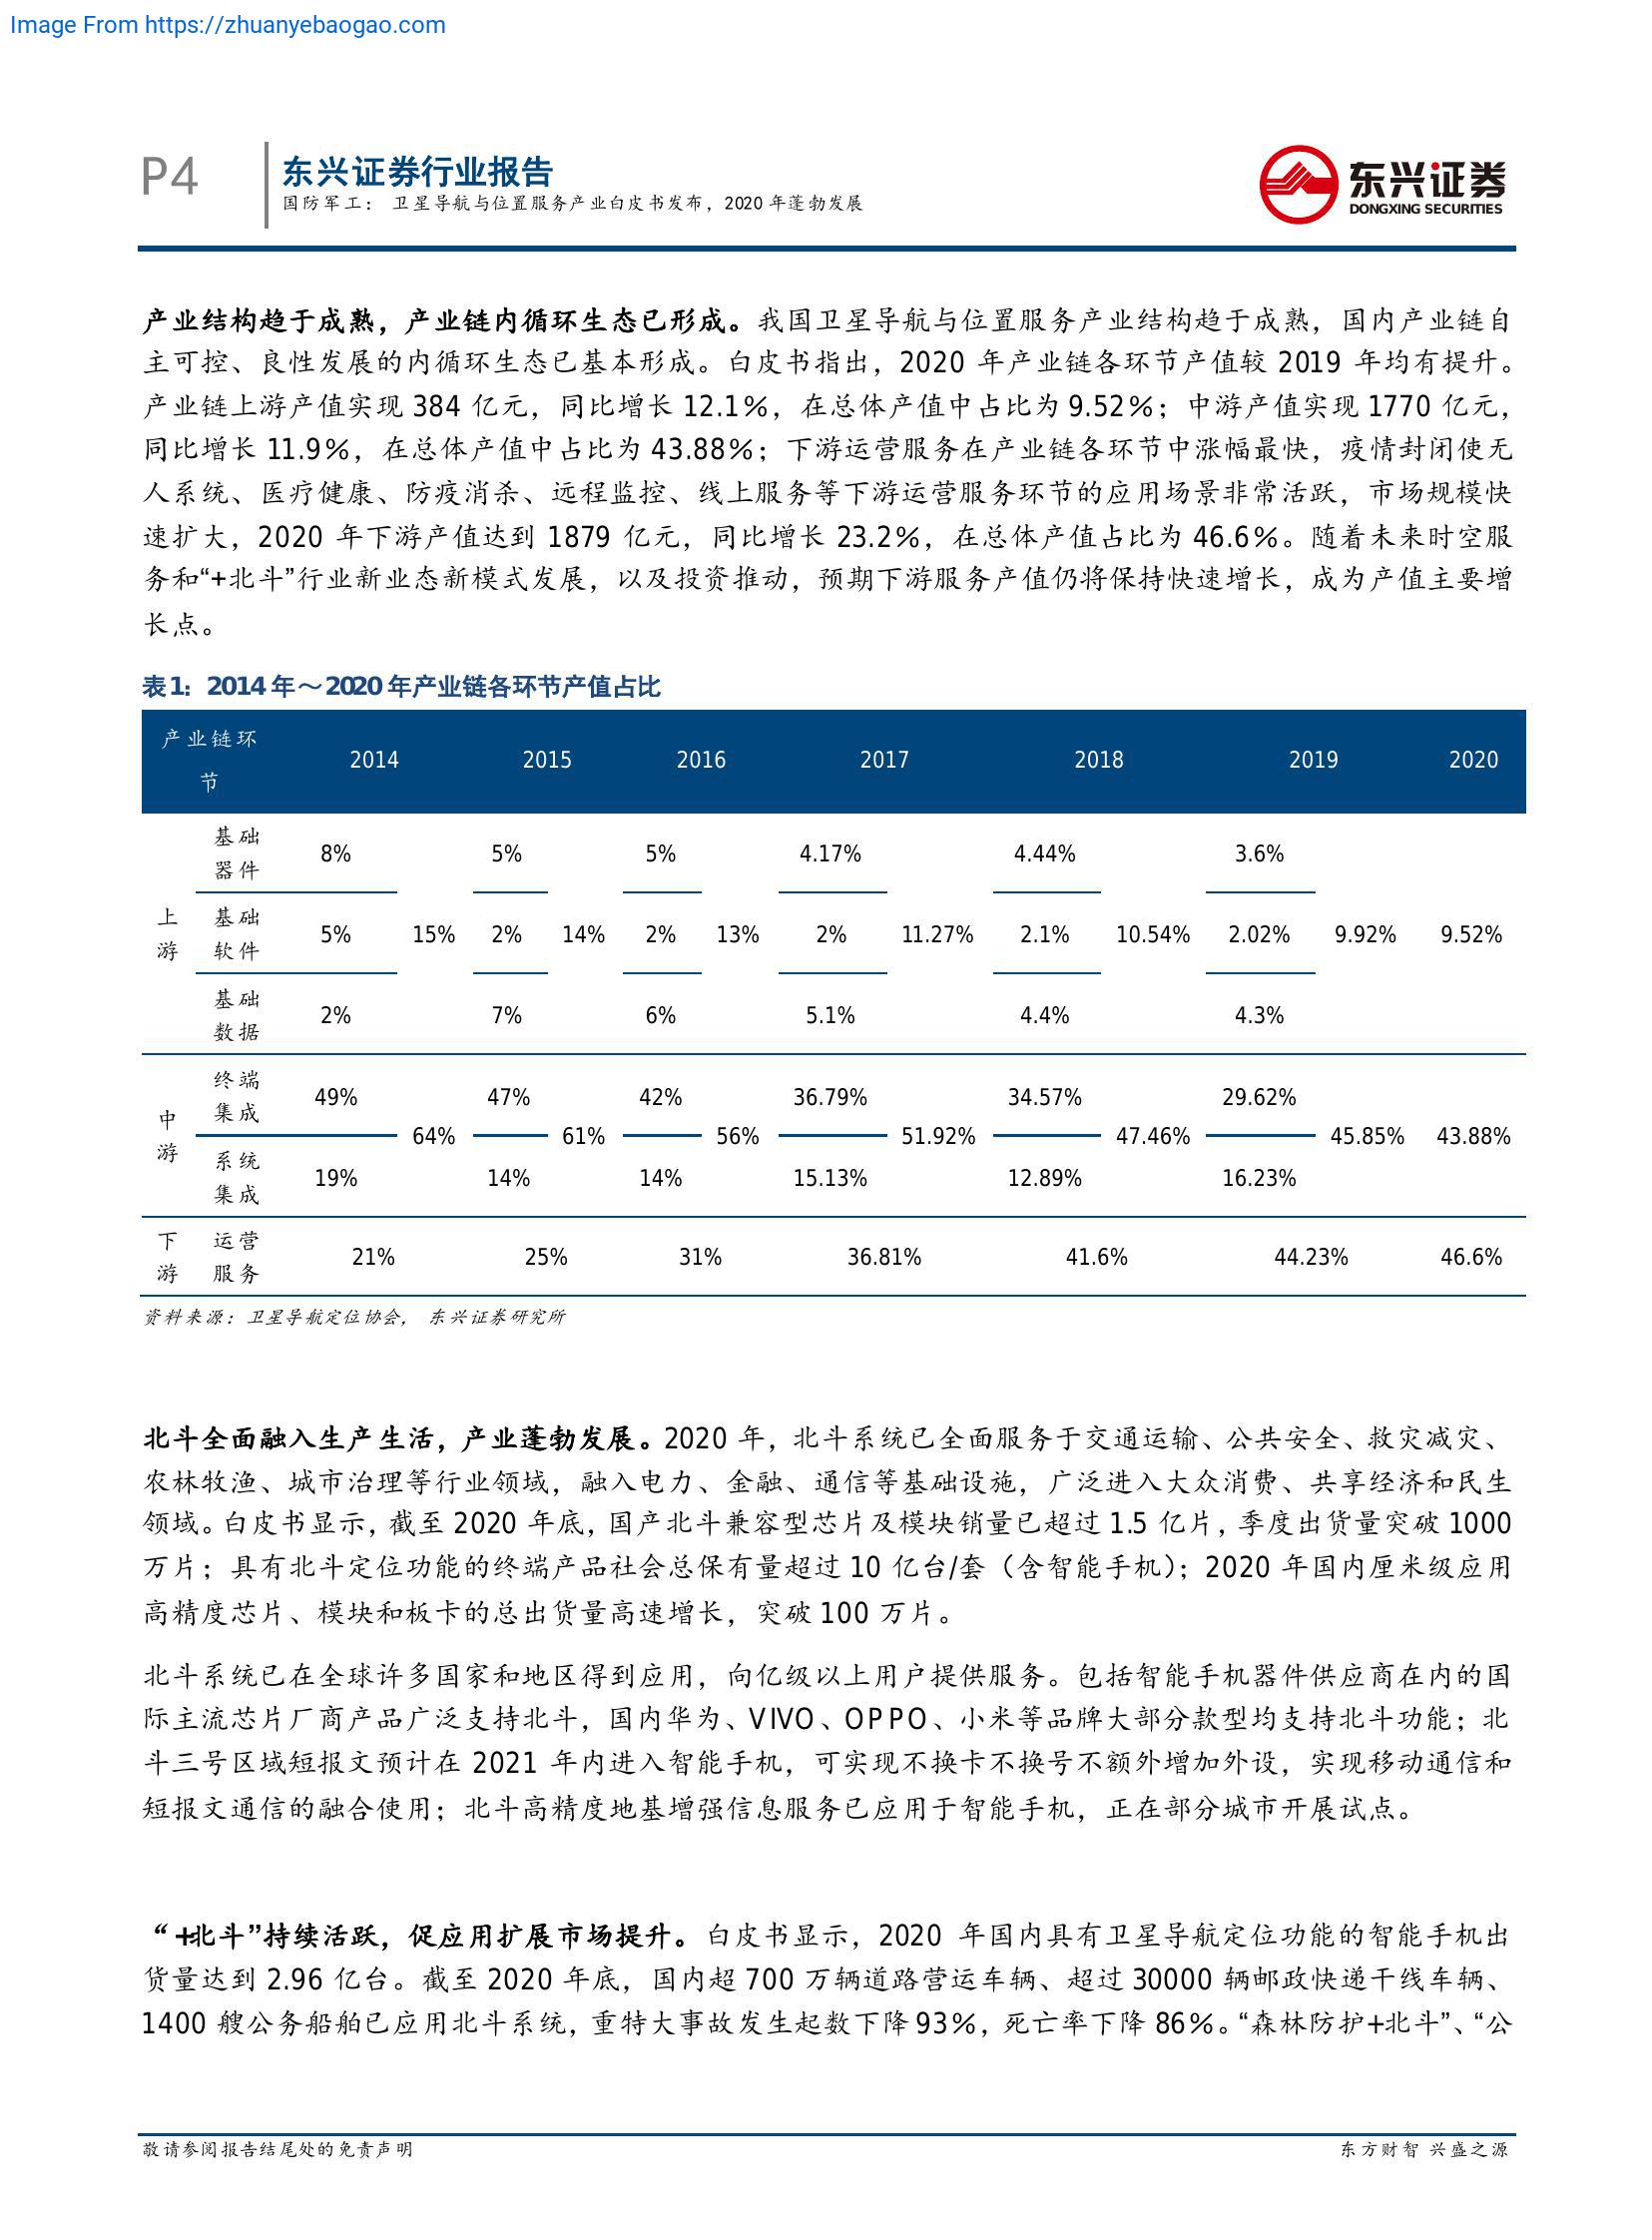 Image From https://zhuanyebaogao.com
P4
东兴证券行业报告
国防军工： 卫星导航与位置服务产业白皮书发布，2020 年蓬勃发展
东兴证券
DONGXING SECURITIES
产业结构趋于成熟，产业链内循环生态已形成。我国卫星导航与位置服务产业结构趋于成熟，国内产业链自
主可控、良性发展的内循环生态已基本形成。白皮书指出，2020 年产业链各环节产值较 2019 年均有提升。
产业链上游产值实现 384 亿元，同比增长 12.1%，在总体产值中占比为 9.52%；中游产值实现 1770 亿元，
同比增长 11.9%，在总体产值中占比为 43.88%；下游运营服务在产业链各环节中涨幅最快，疫情封闭使无
人系统、医疗健康、防疫消杀、远程监控、线上服务等下游运营服务环节的应用场景非常活跃，市场规模快
速扩大，2020 年下游产值达到 1879 亿元，同比增长 23.2%，在总体产值占比为 46.6%。随着未来时空服
务和“+北斗”行业新业态新模式发展，以及投资推动，预期下游服务产值仍将保持快速增长，成为产值主要增
长点。
表1：2014 年～2020 年产业链各环节产值占比
产业链环
节
2014 2015 2016 2017 2018 2019 2020
基础
器件
8% 5% 5% 4.17% 4.44% 3.6%
上
游
基础
软件
5% 15% 2% 14% 2% 13% 2% 11.27% 2.1% 10.54% 2.02% 9.92% 9.52%
基础
数据
2% 7% 6% 5.1% 4.4% 4.3%
终端
集成
49% 47% 42% 36.79% 34.57% 29.62%
中
游
64% 61% 56% 51.92% 47.46% 45.85% 43.88%
系统
集成
19% 14% 14% 15.13% 12.89% 16.23%
下
游
运营
服务
21% 25% 31% 36.81% 41.6% 44.23% 46.6%
资料来源：卫星导航定位协会， 东兴证券研究所
北斗全面融入生产生活，产业蓬勃发展。2020 年，北斗系统已全面服务于交通运输、公共安全、救灾减灾、
农林牧渔、城市治理等行业领域，融入电力、金融、通信等基础设施，广泛进入大众消费、共享经济和民生
领域。白皮书显示，截至 2020 年底，国产北斗兼容型芯片及模块销量已超过 1.5 亿片，季度出货量突破 1000
万片；具有北斗定位功能的终端产品社会总保有量超过 10 亿台/套（含智能手机）；2020 年国内厘米级应用
高精度芯片、模块和板卡的总出货量高速增长，突破 100 万片。
北斗系统已在全球许多国家和地区得到应用，向亿级以上用户提供服务。包括智能手机器件供应商在内的国
际主流芯片厂商产品广泛支持北斗，国内华为、VIVO、OPPO、小米等品牌大部分款型均支持北斗功能；北
斗三号区域短报文预计在 2021 年内进入智能手机，可实现不换卡不换号不额外增加外设，实现移动通信和
短报文通信的融合使用；北斗高精度地基增强信息服务已应用于智能手机，正在部分城市开展试点。
“+北斗”持续活跃，促应用扩展市场提升。白皮书显示，2020 年国内具有卫星导航定位功能的智能手机出
货量达到 2.96 亿台。截至 2020 年底，国内超 700 万辆道路营运车辆、超过 30000 辆邮政快递干线车辆、
1400 艘公务船舶已应用北斗系统，重特大事故发生起数下降 93%，死亡率下降 86%。“森林防护+北斗”、“公
敬请参阅报告结尾处的免责声明
东方财智 兴盛之源